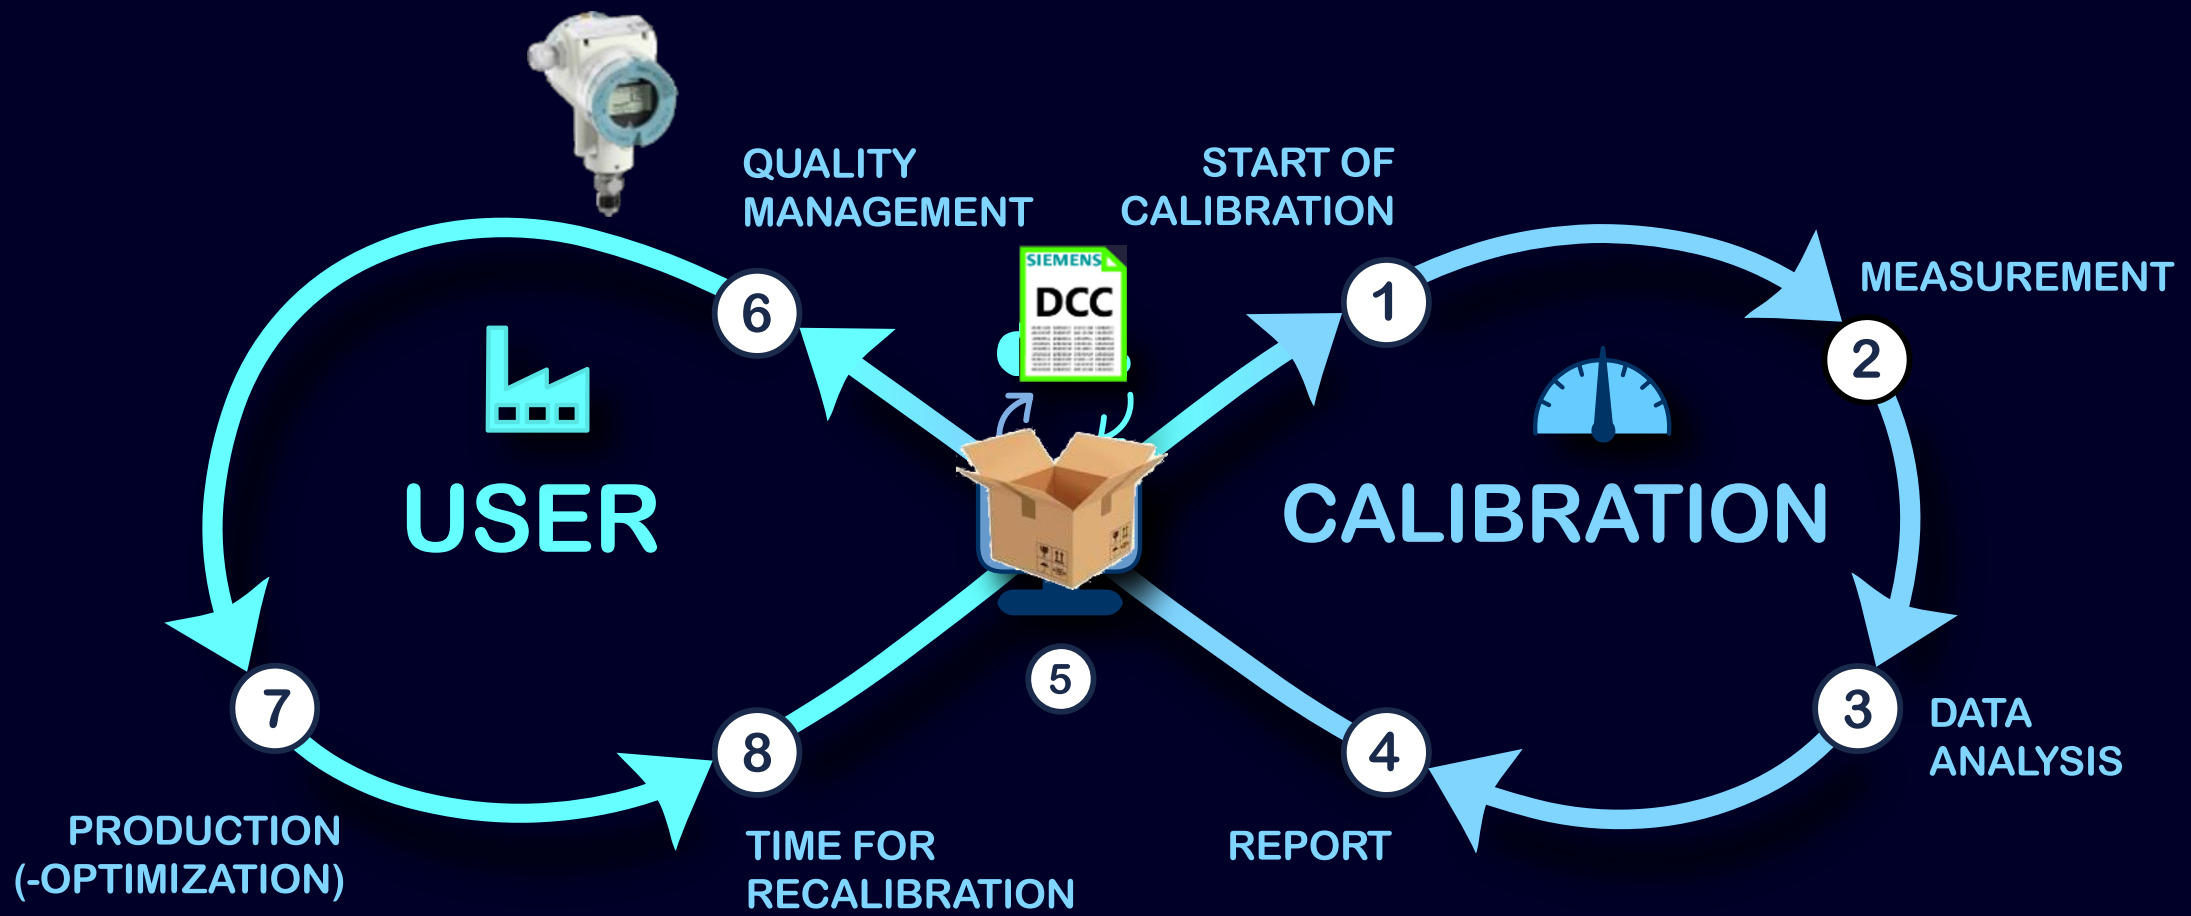 QUALITY
MANAGEMENT
START OF
CALIBRATION
SIEMENS
DCC
MEASUREMENT
6
1
2
USER
CALIBRATION
5
7
8
4
3
DATA
ANALYSIS
PRODUCTION
(-OPTIMIZATION)
TIME FOR
RECALIBRATION
REPORT